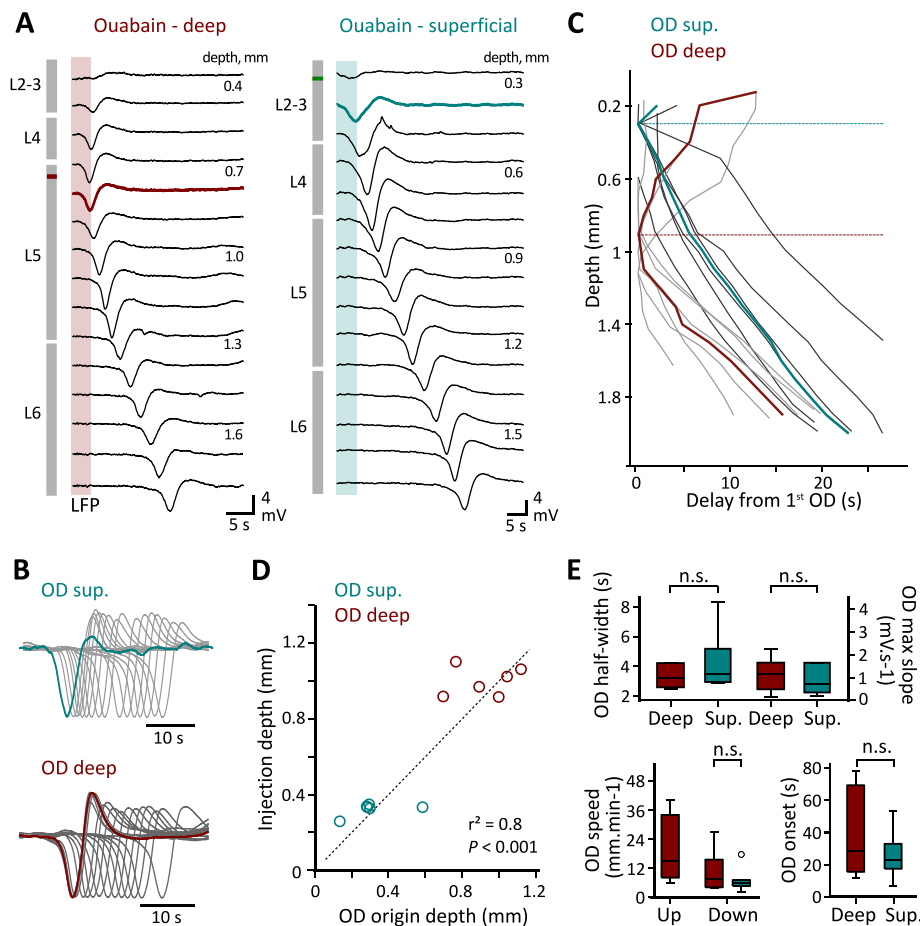 A
Ouabain - deep
Ouabain - superficial
depth, mm
depth, mm
L2-3
L4
L5
L6
0.4
0.7
1.0
1.3
1.6
LFP
4
mV
5 s
L2-3
L4
L5
L6
0.3
0.6
0.9
1.2
1.5
4
mV
5 s
C
OD sup.
OD deep
Depth (mm)
0.2
0.6
1
1.4
1.8
0
10
20
Delay from 1st OD (s)
B
OD sup.
10 s
OD deep
10 s
D
OD sup.
OD deep
Injection depth (mm)
1.2
0.8
0.4
0
r² = 0.8
P < 0.001
0
0.4
0.8
1.2
OD origin depth (mm)
E
n.s.
n.s.
OD half-width (s)
8
6
4
2
4
3
2
1
0
OD max slope
(mV.s-1)
Deep
Sup.
Deep
Sup.
n.s.
OD speed
(mm.min-1)
48
36
24
12
0
Up
Down
n.s.
OD onset (s)
80
60
40
20
0
Deep
Sup.